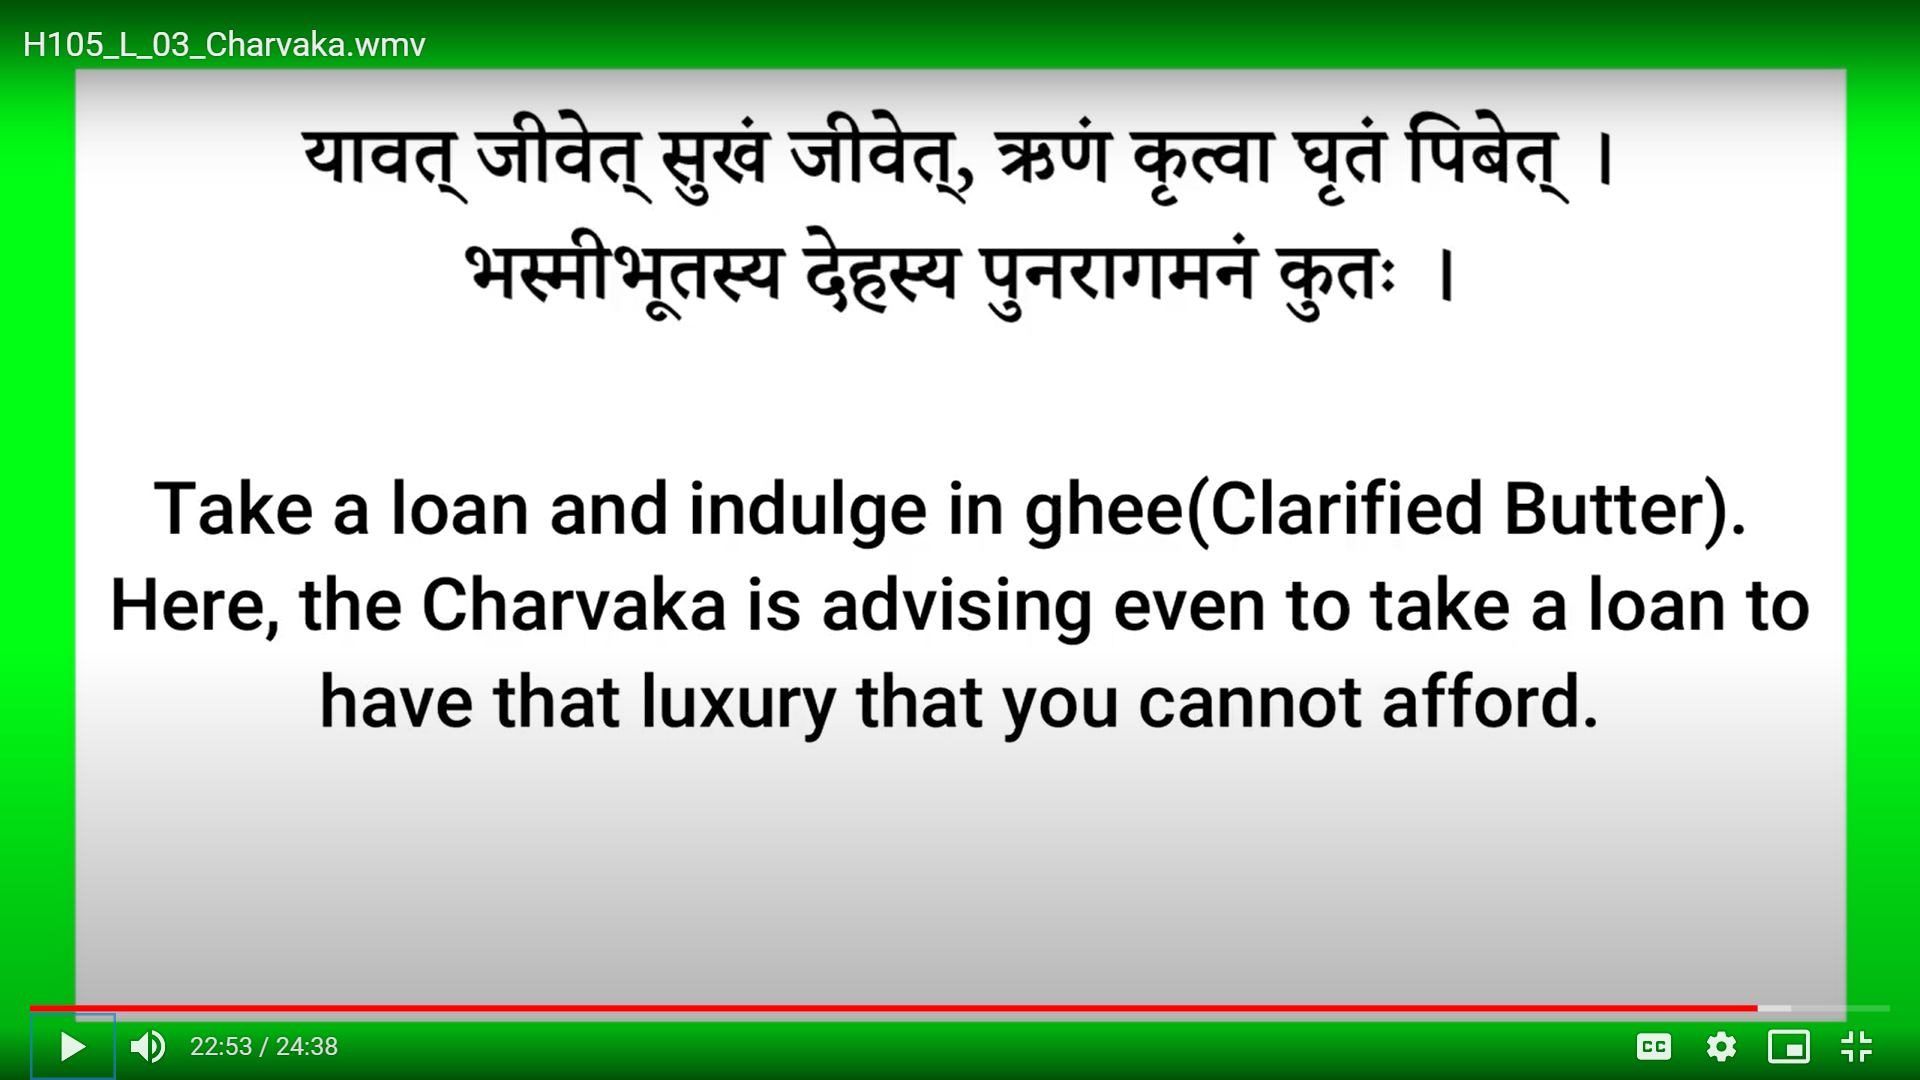 H105_L_03_Charvaka.wmv
यावत् जीवेत् सुखं जीवेत्, ऋणं कृत्वा घृतं पिबेत् ।
भस्मीभूतस्य देहस्य पुनरागमनं कुतः ।
Take a loan and indulge in ghee(Clarified Butter).
Here, the Charvaka is advising even to take a loan to
have that luxury that you cannot afford.
22:53 / 24:38
CC